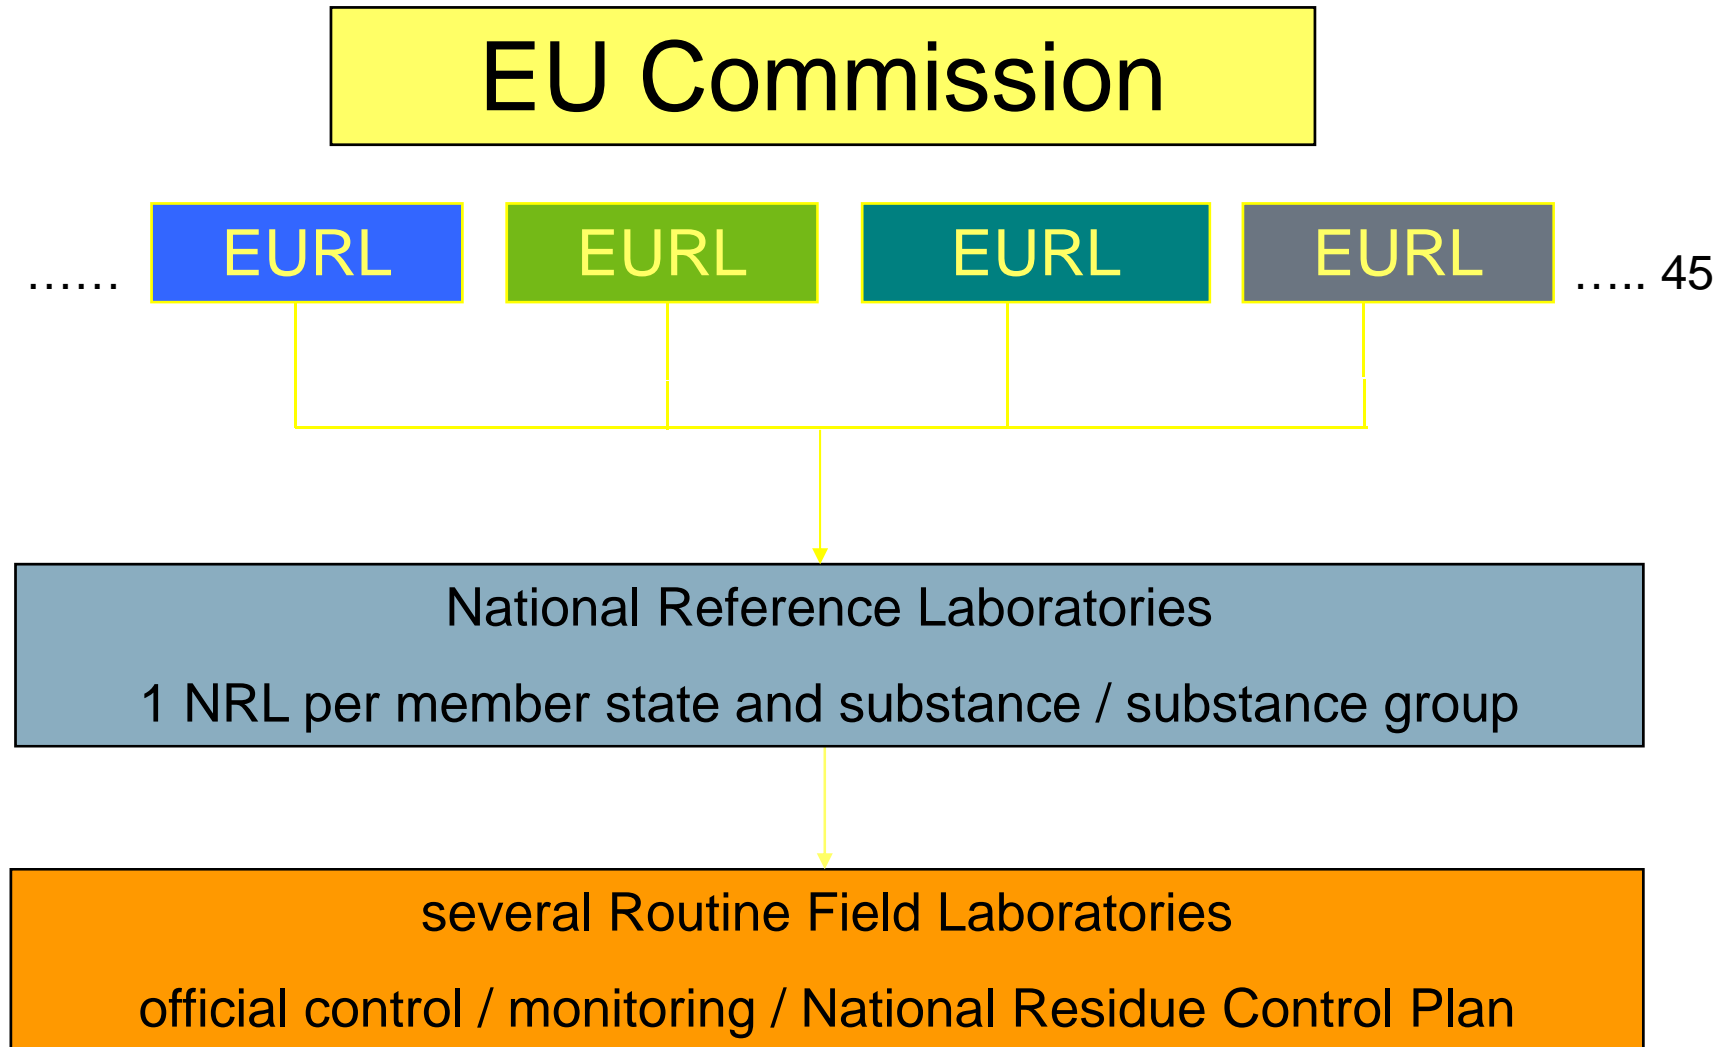 EU Commission
…… EURL EURL EURL EURL ….. 45
National Reference Laboratories
1 NRL per member state and substance / substance group
several Routine Field Laboratories
official control / monitoring / National Residue Control Plan